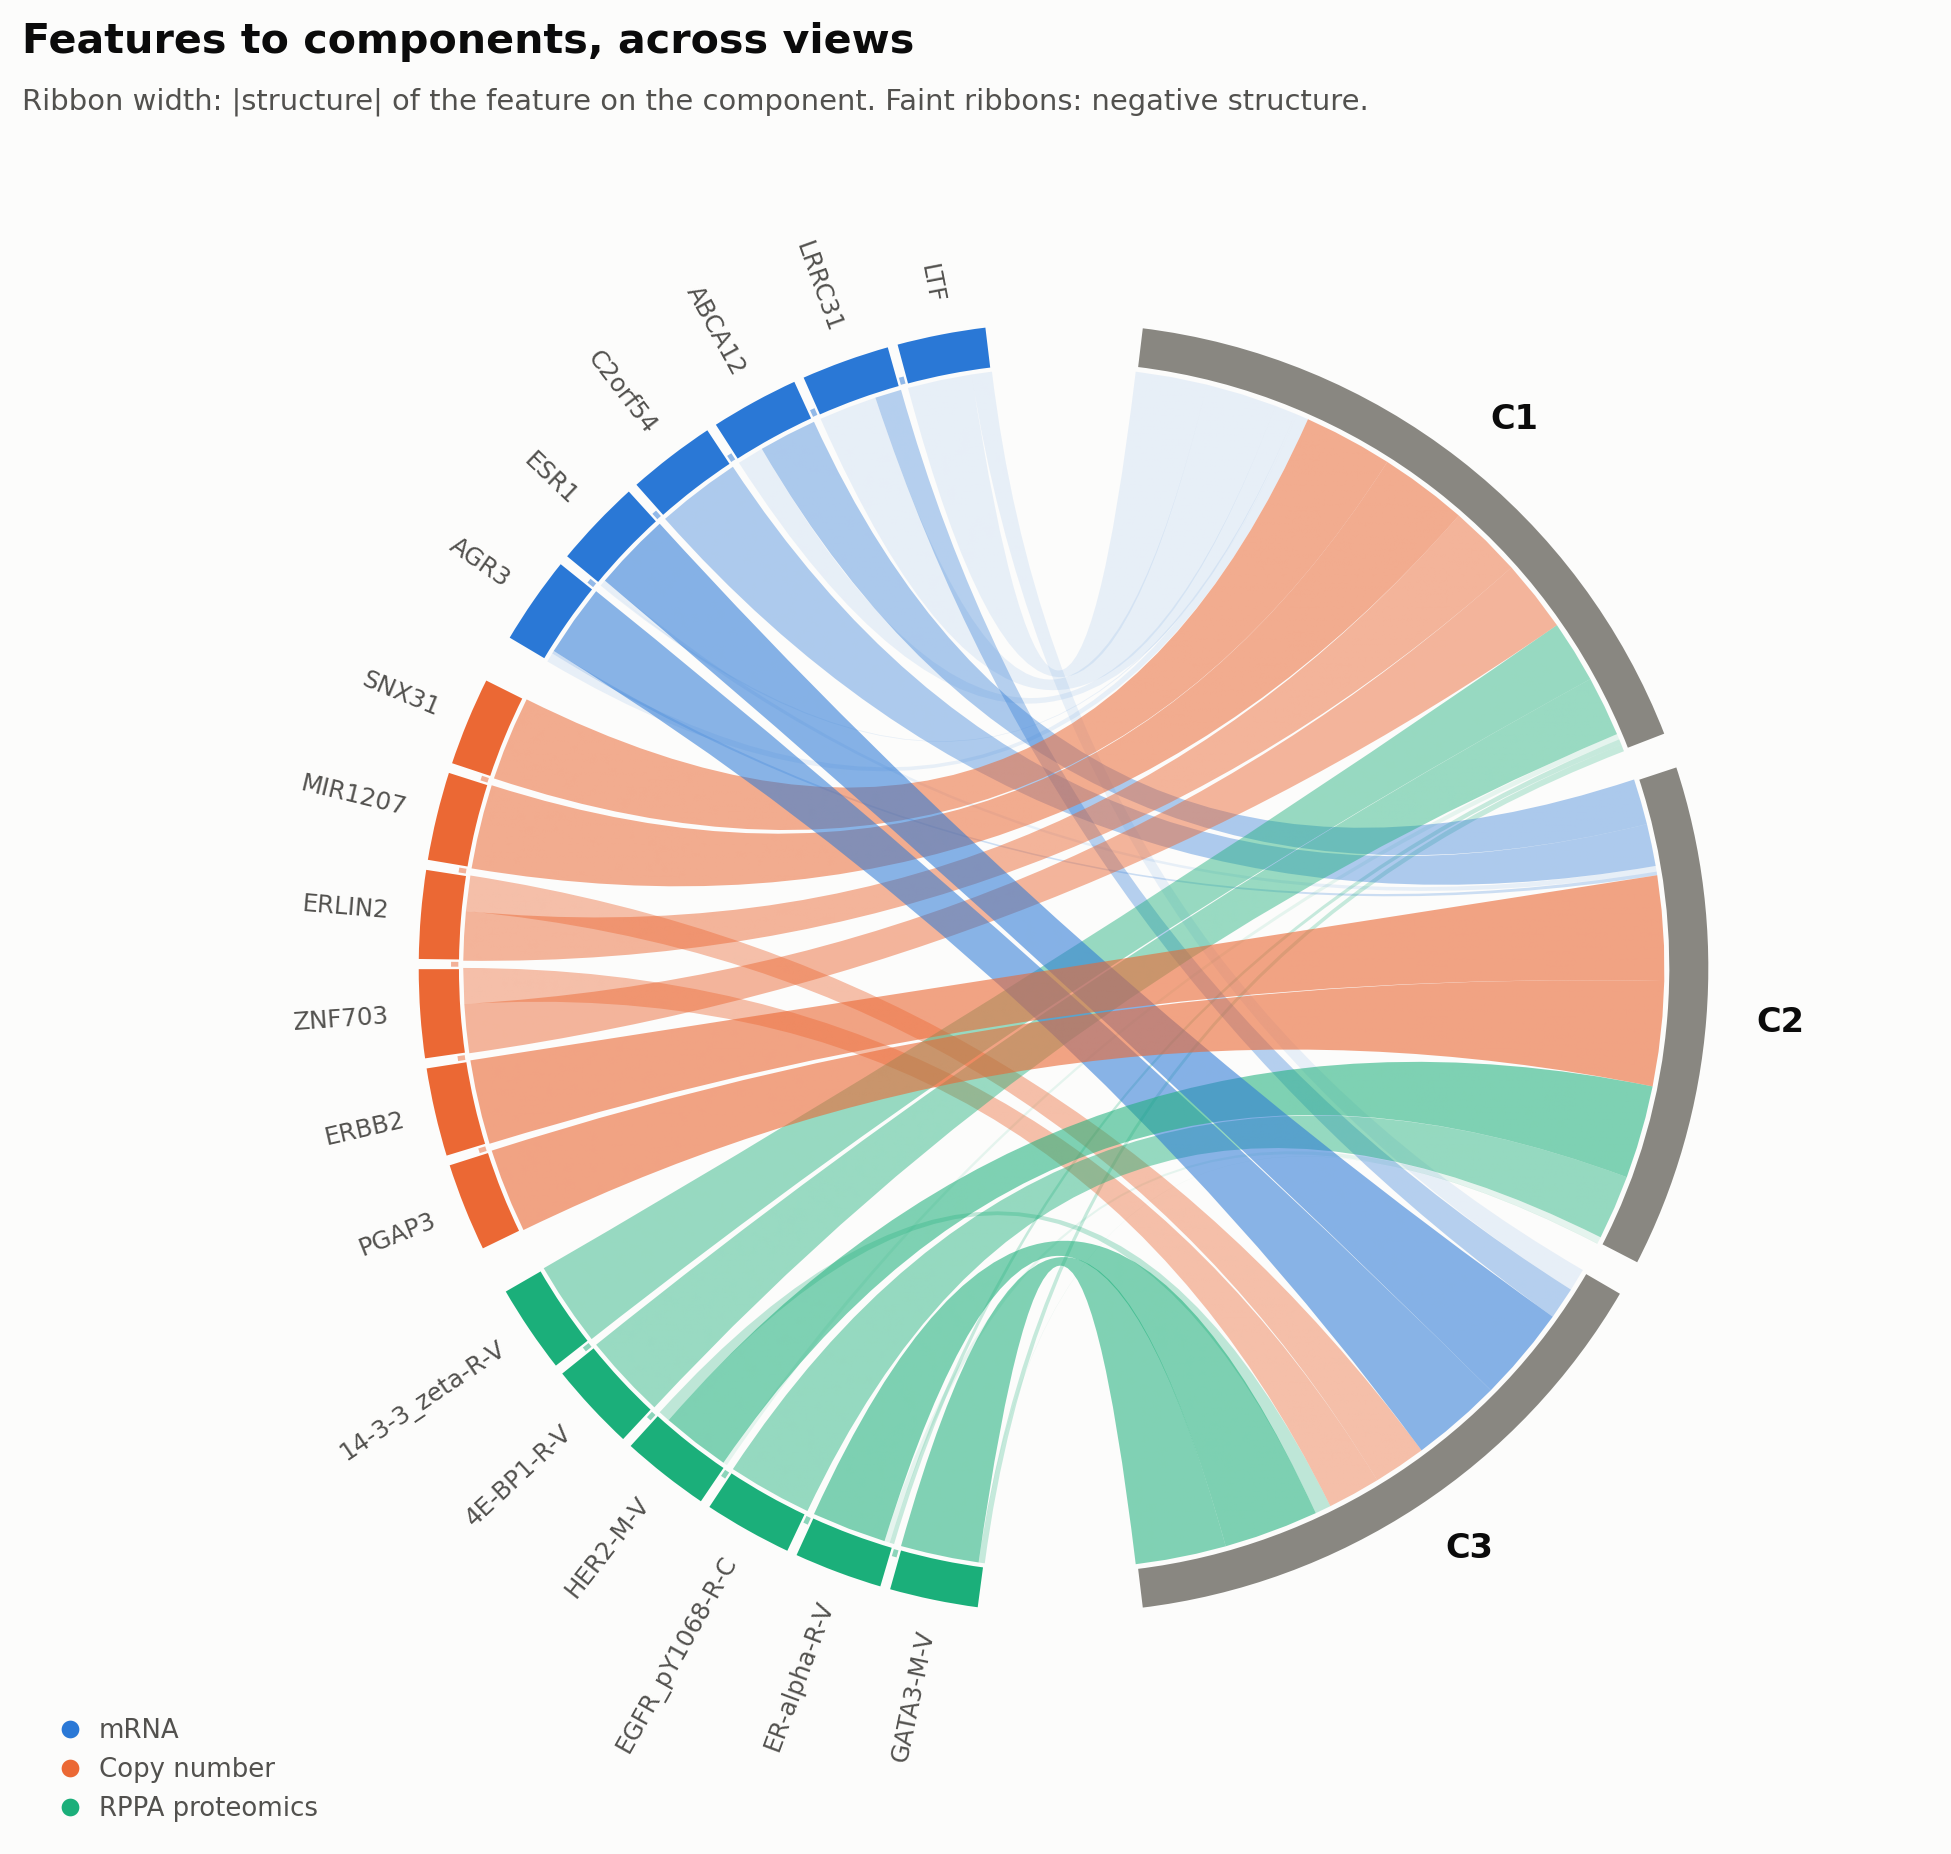 Features to components, across views
Ribbon width: |structure| of the feature on the component. Faint ribbons: negative structure.
LTF
LRRC31
ABCA12
C2orf54
ESR1
AGR3
SNX31
MIR1207
ERLIN2
ZNF703
ERBB2
PGAP3
14-3-3_zeta-R-V
4E-BP1-R-V
HER2-M-V
EGFR_pY1068-R-C
ER-alpha-R-V
GATA3-M-V
C1
C2
C3
mRNA
Copy number
RPPA proteomics